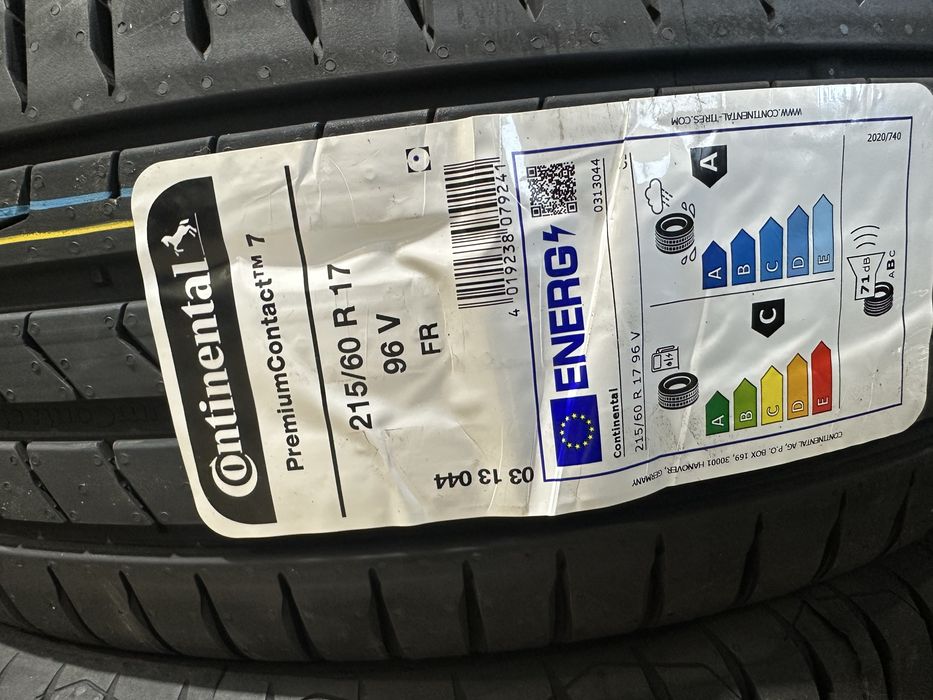 Continental
PremiumContact™ 7
215/60 R 17
96 V
FR
4 019238 079241
03 13 044
ENERG
0313044
Continental
215/60 R 17 96 V
C
A
B
C
D
E
A
A
B
C
D
E
71 dB
ABC
2020/740
WWW.CONTINENTAL-TIRES.COM
CONTINENTAL AG, P.O. BOX 169, 30001 HANOVER, GERMANY